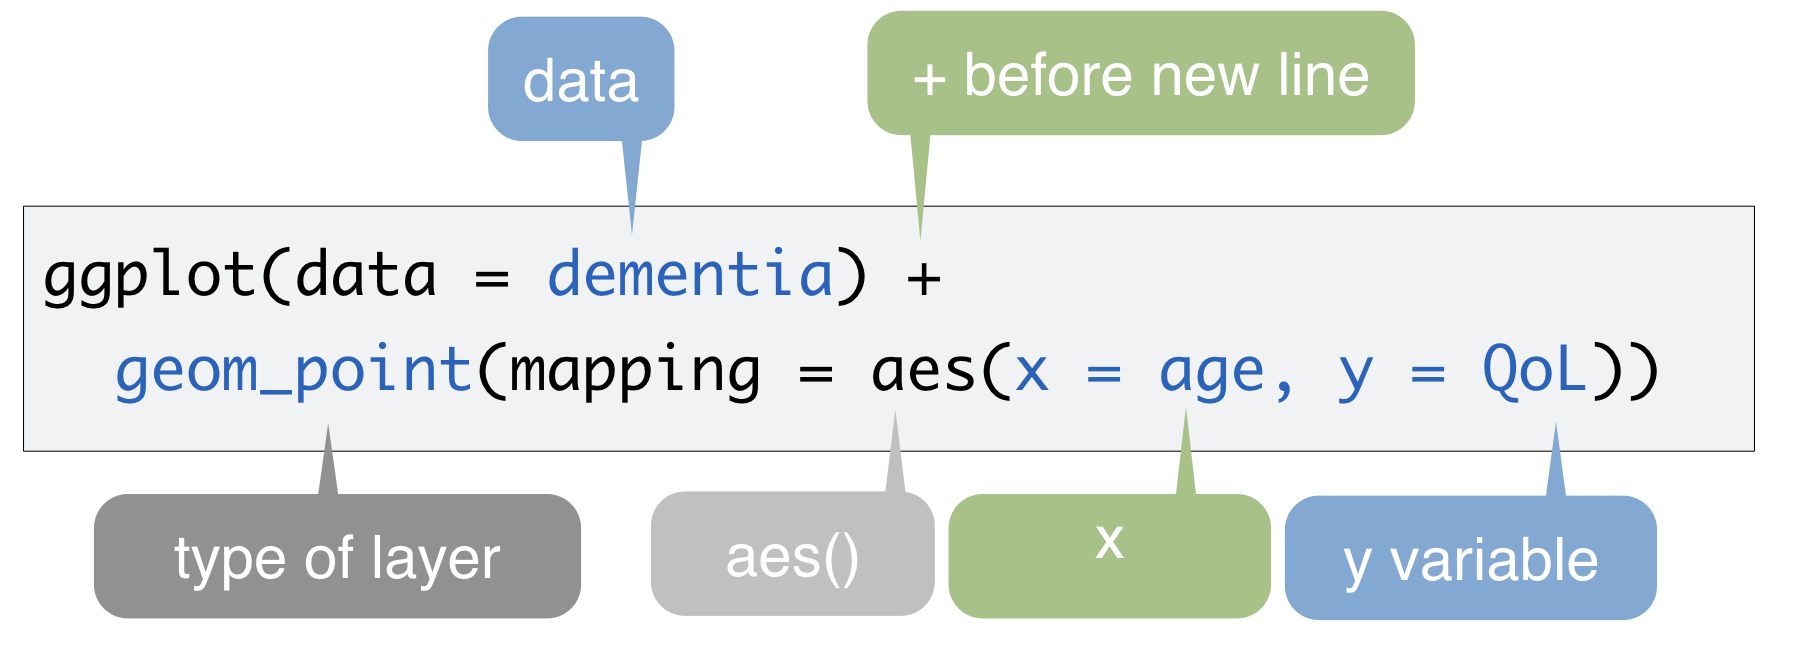 data
+ before new line
ggplot(data = dementia) +
geom_point(mapping = aes(x = age, y = QoL))
type of layer
aes()
x
y variable